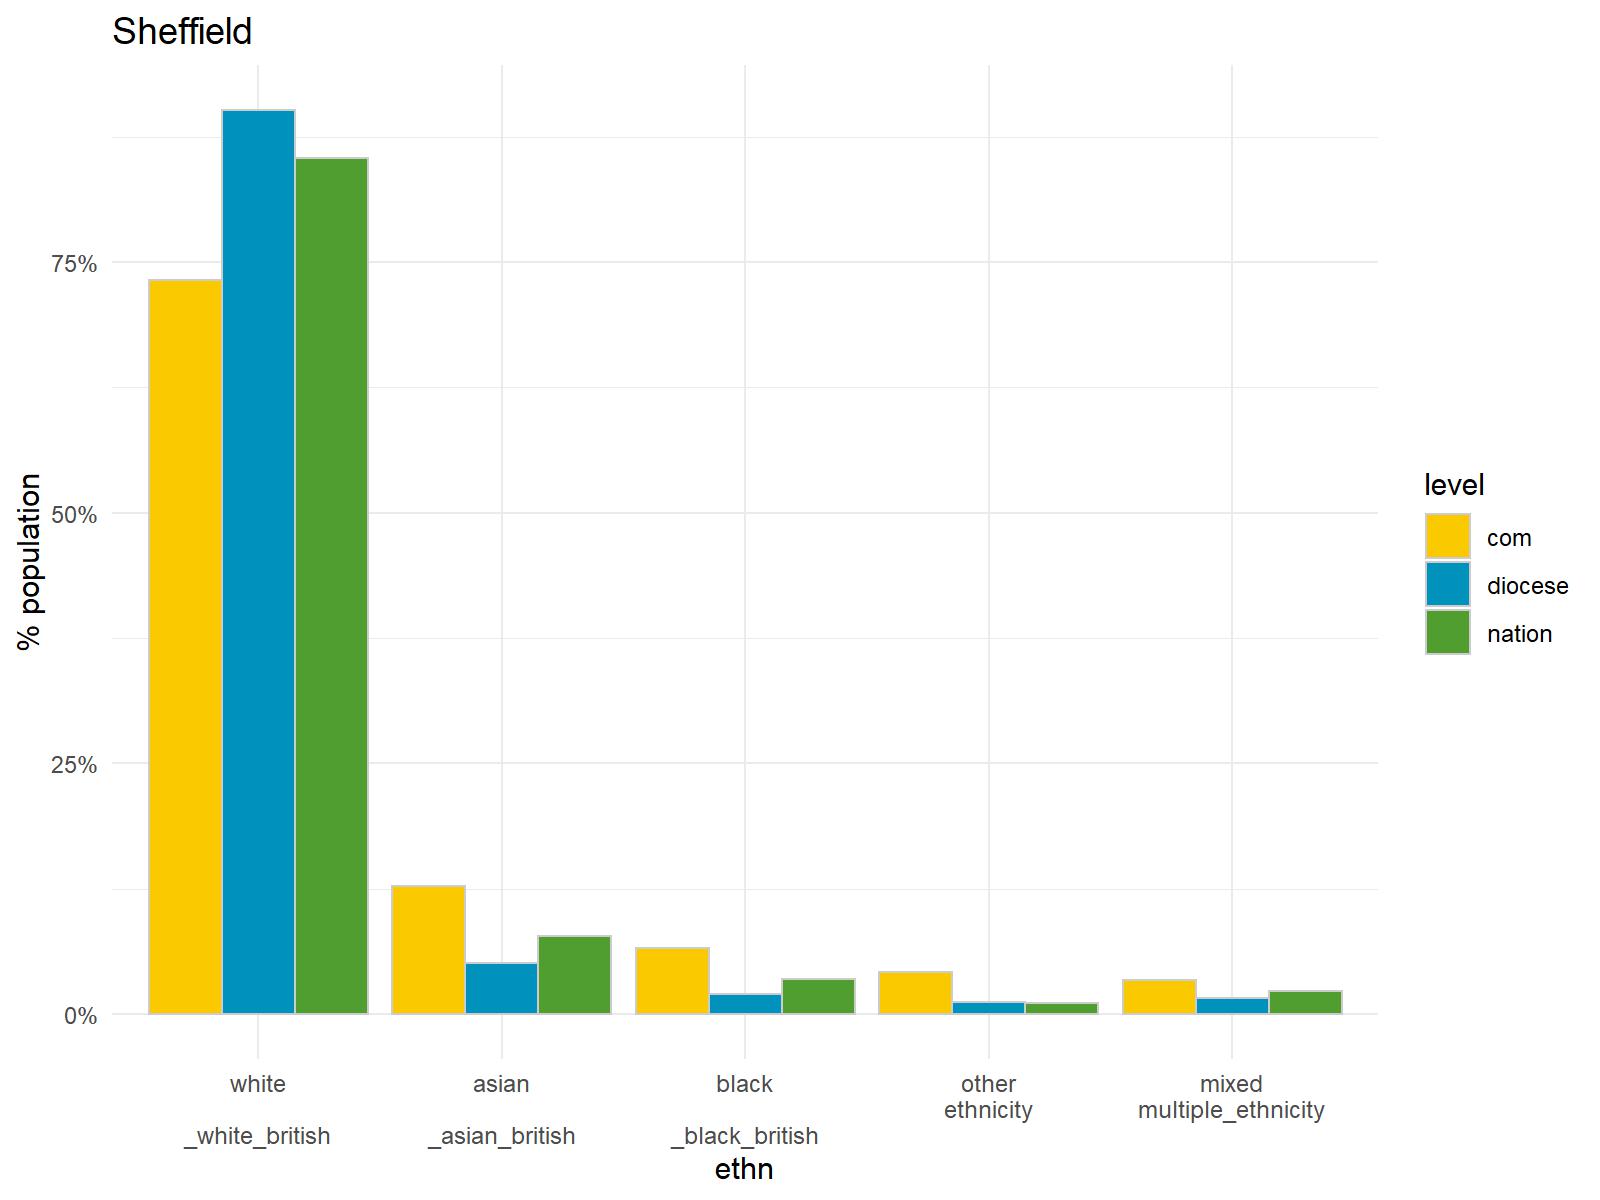 Sheffield
% population
75%
50%
25%
0%
white
_white_british
asian
_asian_british
black
_black_british
other
ethnicity
mixed
multiple_ethnicity
ethn
level
com
diocese
nation